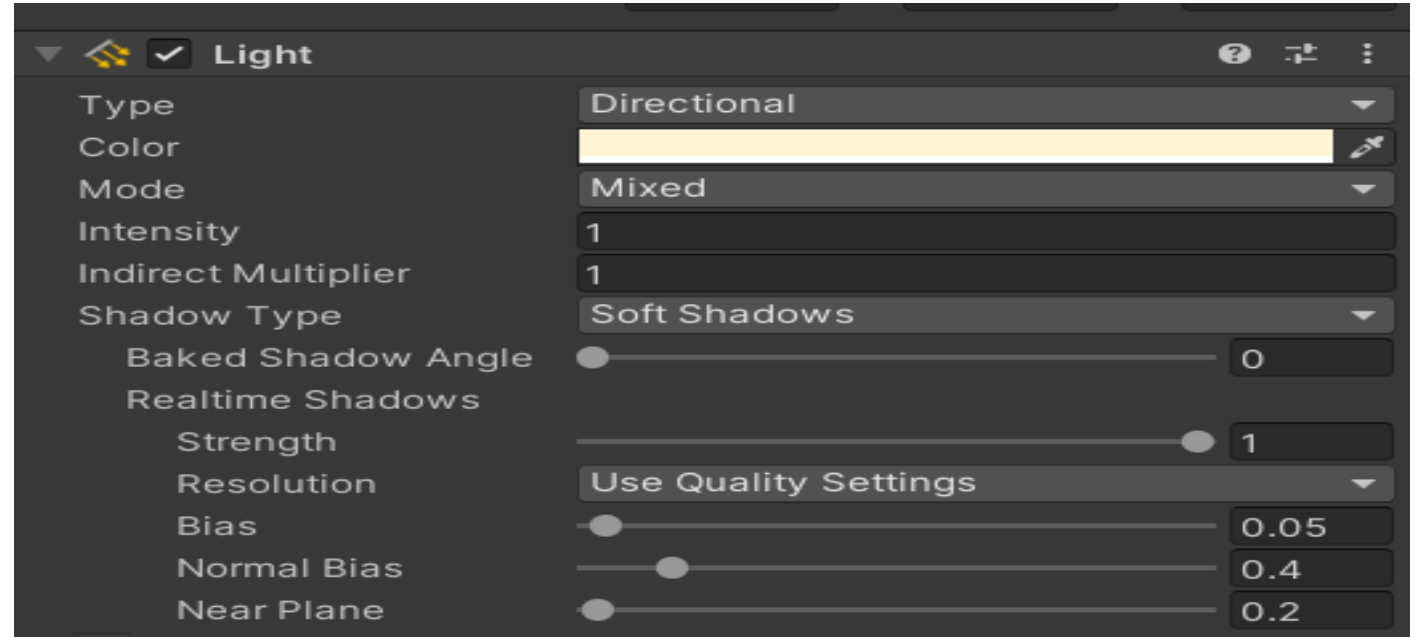 Light
Type Directional
Color
Mode Mixed
Intensity 1
Indirect Multiplier 1
Shadow Type Soft Shadows
Baked Shadow Angle 0
Realtime Shadows
Strength 1
Resolution Use Quality Settings
Bias 0.05
Normal Bias 0.4
Near Plane 0.2